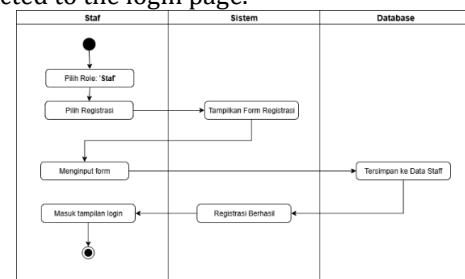 cted to the login page.
Staf
Sistem
Database
Pilih Role: 'Staf'
Pilih Registrasi
Tampilkan Form Registrasi
Menginput form
Tersimpan ke Data Staff
Masuk tampilan login
Registrasi Berhasil